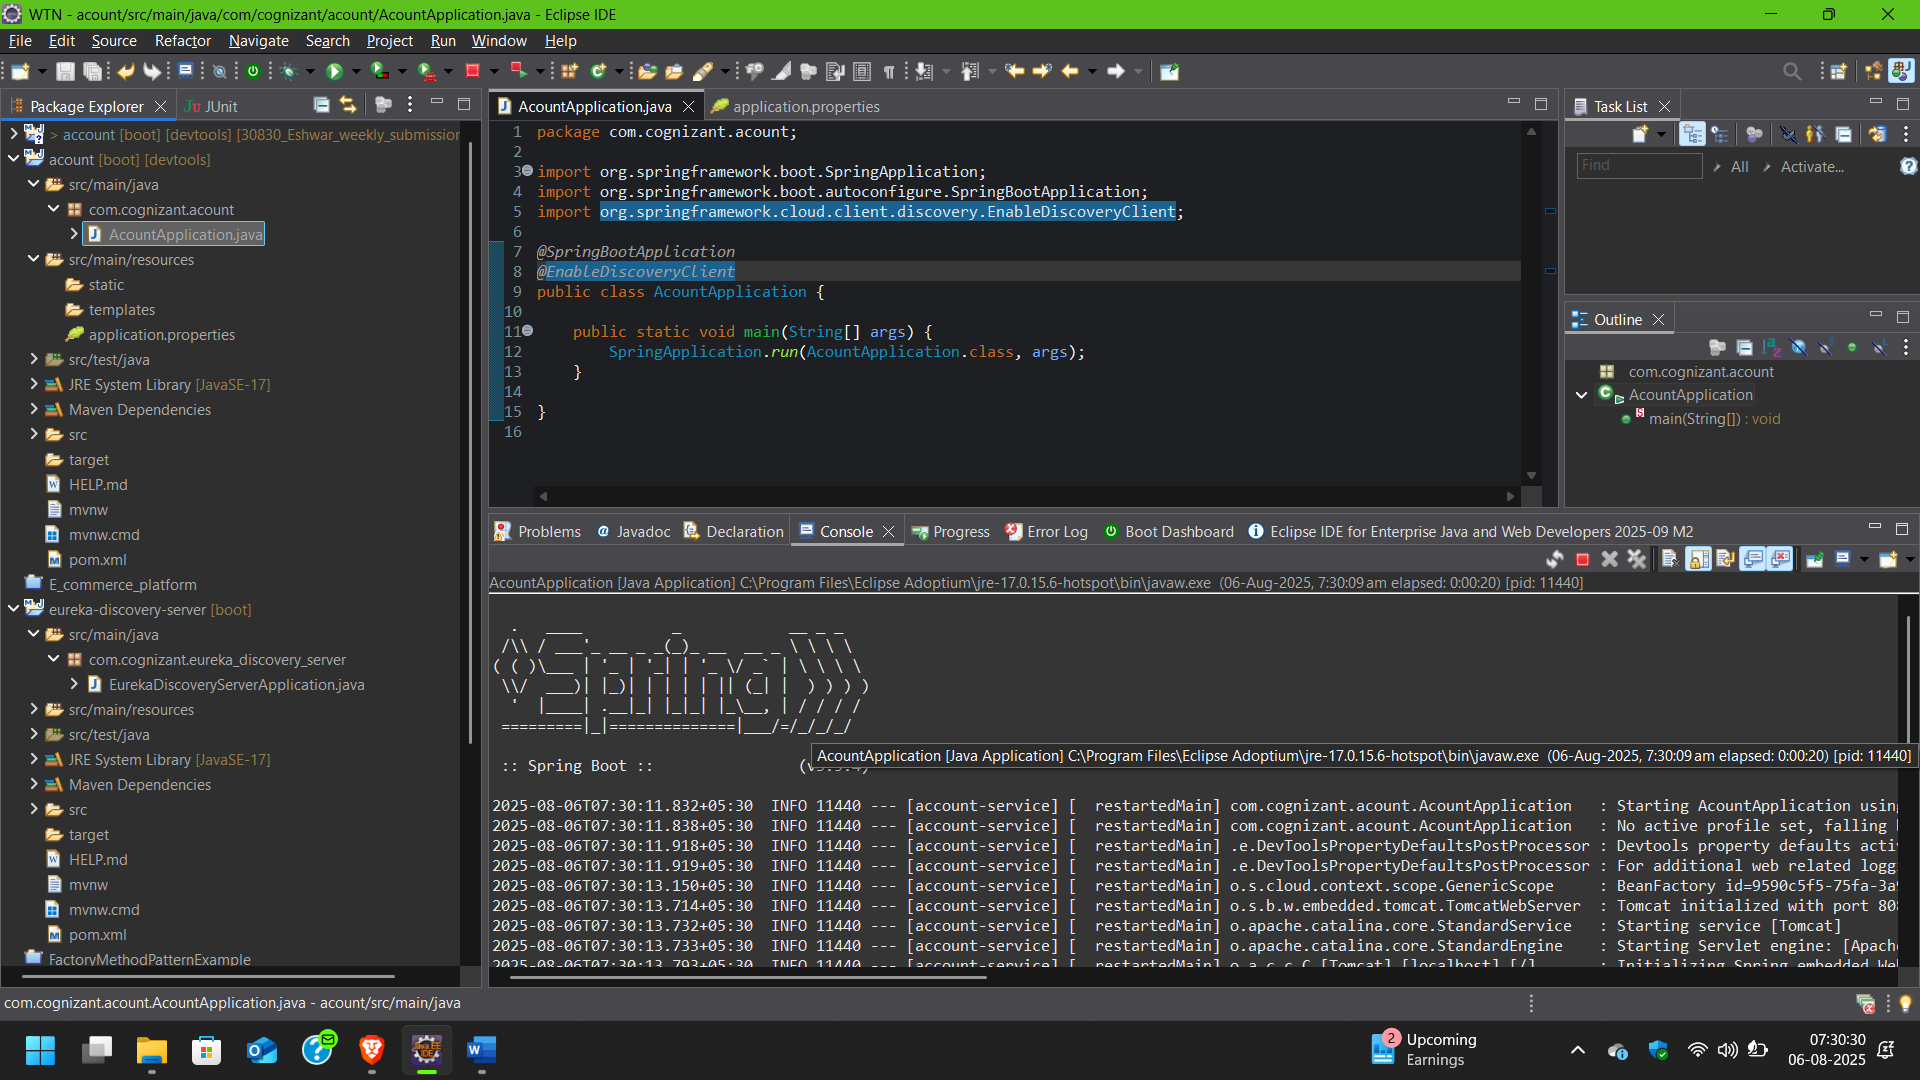 WTN - acount/src/main/java/com/cognizant/acount/AcountApplication.java - Eclipse IDE
File Edit Source Refactor Navigate Search Project Run Window Help
Package Explorer
JUnit
> account [boot] [devtools] [30830_Eshwar_weekly_submission
acount [boot] [devtools]
src/main/java
com.cognizant.acount
AcountApplication.java
src/main/resources
static
templates
application.properties
src/test/java
JRE System Library [JavaSE-17]
Maven Dependencies
src
target
HELP.md
mvnw
mvnw.cmd
pom.xml
E_commerce_platform
eureka-discovery-server [boot]
src/main/java
com.cognizant.eureka_discovery_server
EurekaDiscoveryServerApplication.java
src/main/resources
src/test/java
JRE System Library [JavaSE-17]
Maven Dependencies
src
target
HELP.md
mvnw
mvnw.cmd
pom.xml
FactoryMethodPatternExample
AcountApplication.java
application.properties
1 package com.cognizant.acount;
2
3 import org.springframework.boot.SpringApplication;
4 import org.springframework.boot.autoconfigure.SpringBootApplication;
5 import org.springframework.cloud.client.discovery.EnableDiscoveryClient;
6
7 @SpringBootApplication
8 @EnableDiscoveryClient
9 public class AcountApplication {
10
11 public static void main(String[] args) {
12 SpringApplication.run(AcountApplication.class, args);
13 }
14
15 }
16
Task List
Find
All
Activate...
Outline
com.cognizant.acount
AcountApplication
main(String[]) : void
Problems
Javadoc
Declaration
Console
Progress
Error Log
Boot Dashboard
Eclipse IDE for Enterprise Java and Web Developers 2025-09 M2
AcountApplication [Java Application] C:\Program Files\Eclipse Adoptium\jre-17.0.15.6-hotspot\bin\javaw.exe (06-Aug-2025, 7:30:09 am elapsed: 0:00:20) [pid: 11440]
Spring
AcountApplication [Java Application] C:\Program Files\Eclipse Adoptium\jre-17.0.15.6-hotspot\bin\javaw.exe (06-Aug-2025, 7:30:09 am elapsed: 0:00:20) [pid: 11440]
:: Spring Boot ::
2025-08-06T07:30:11.832+05:30 INFO 11440 --- [account-service] [ restartedMain] com.cognizant.acount.AcountApplication : Starting AcountApplication usin
2025-08-06T07:30:11.838+05:30 INFO 11440 --- [account-service] [ restartedMain] com.cognizant.acount.AcountApplication : No active profile set, falling
2025-08-06T07:30:11.918+05:30 INFO 11440 --- [account-service] [ restartedMain] .e.DevToolsPropertyDefaultsPostProcessor : Devtools property defaults acti
2025-08-06T07:30:11.919+05:30 INFO 11440 --- [account-service] [ restartedMain] .e.DevToolsPropertyDefaultsPostProcessor : For additional web related logg
2025-08-06T07:30:13.150+05:30 INFO 11440 --- [account-service] [ restartedMain] o.s.cloud.context.scope.GenericScope : BeanFactory id=9590c5f5-75fa-3a
2025-08-06T07:30:13.714+05:30 INFO 11440 --- [account-service] [ restartedMain] o.s.b.w.embedded.tomcat.TomcatWebServer : Tomcat initialized with port 808
2025-08-06T07:30:13.732+05:30 INFO 11440 --- [account-service] [ restartedMain] o.apache.catalina.core.StandardService : Starting service [Tomcat]
2025-08-06T07:30:13.733+05:30 INFO 11440 --- [account-service] [ restartedMain] o.apache.catalina.core.StandardEngine : Starting Servlet engine: [Apach
2025-08-06T07:30:13.793+05:30 INFO 11440 --- [account-service] [ restartedMain] o.a.c.c.C.[Tomcat].[localhost].[/] : Initializing Spring embedded We
com.cognizant.acount.AcountApplication.java - acount/src/main/java
2
Upcoming
Earnings
07:30:30
06-08-2025